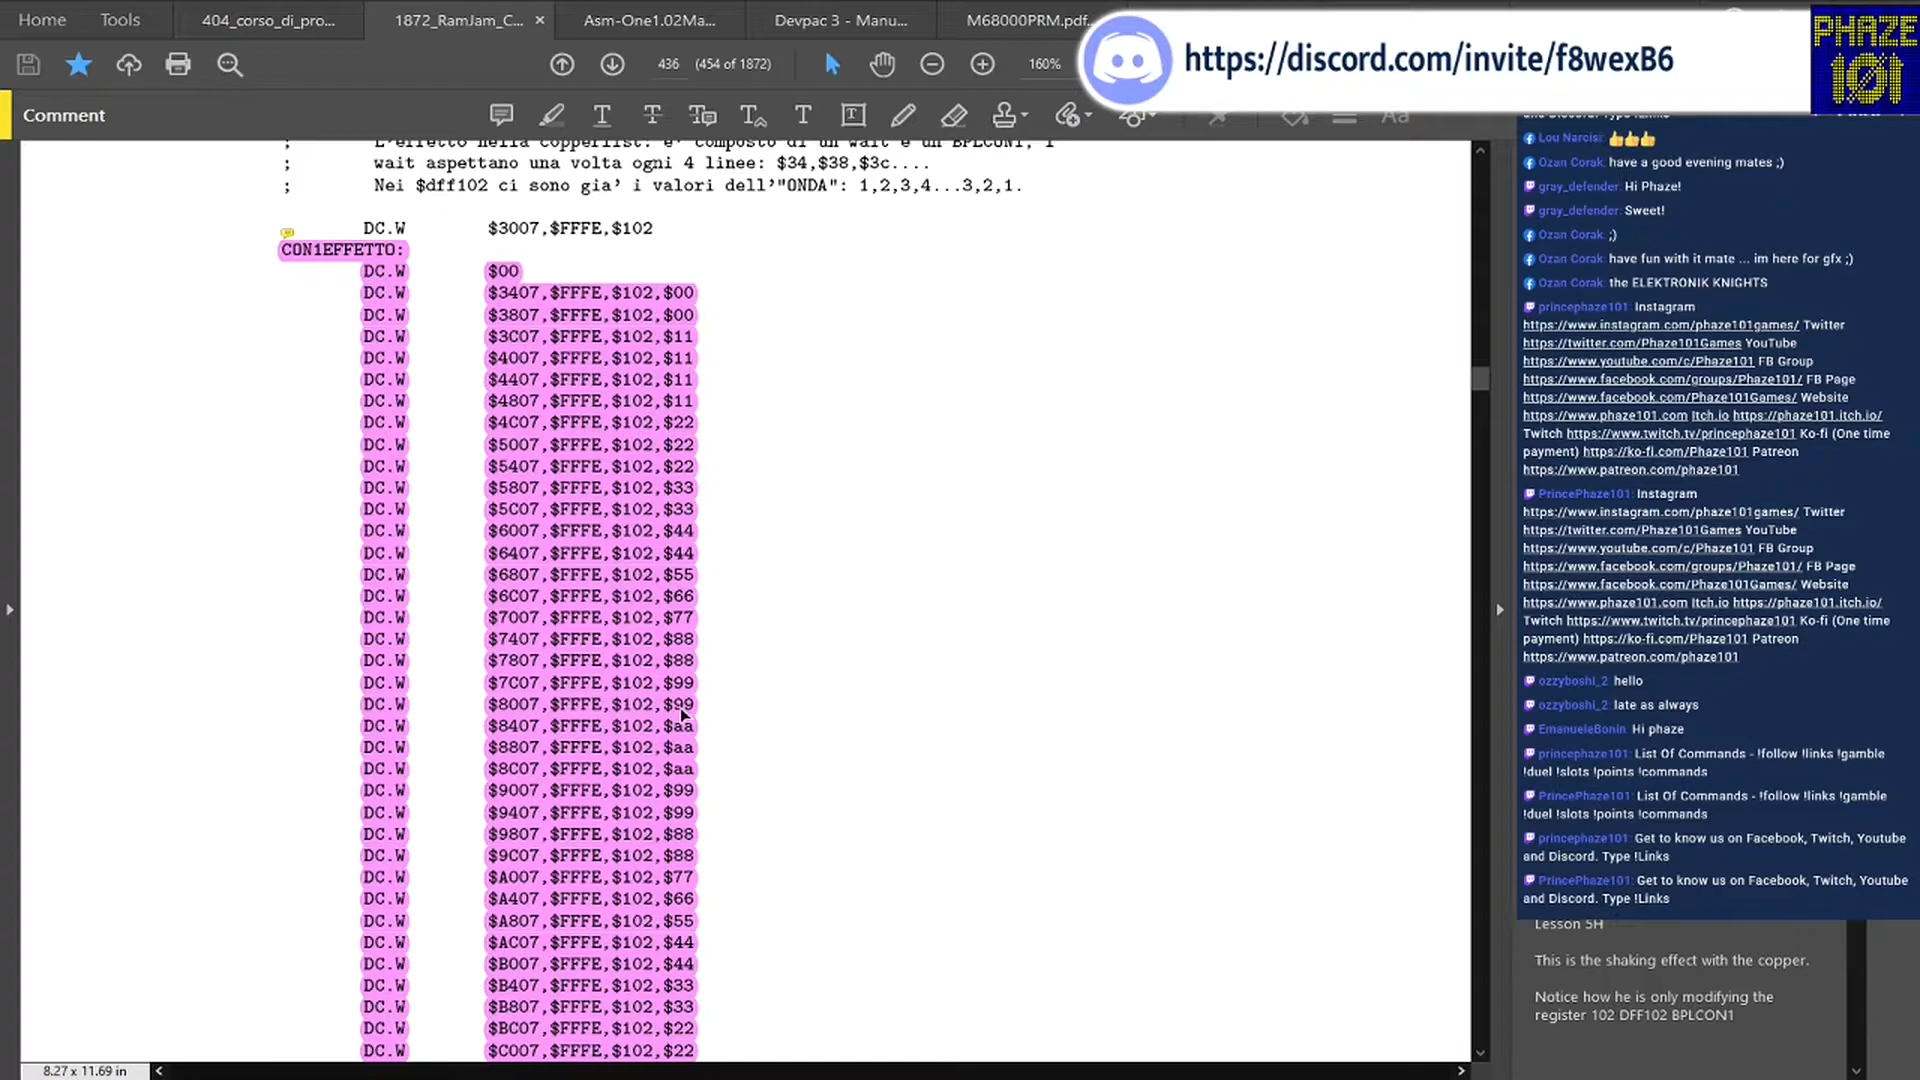 Home
Tools
404_corso_di_pro...
1872_RamJam_C...
×
Asm-One1.02Ma...
Devpac 3 - Manu...
M68000PRM.pdf...
https://discord.com/invite/f8wexB6
PHAZE
101
436 (454 of 1872)
160%
Comment
; wait aspettano una volta ogni 4 linee: $34,$38,$3c....
; Nei $dff102 ci sono gia’ i valori dell’"ONDA": 1,2,3,4...3,2,1.
DC.W $3007,$FFFE,$102
CON1EFFETTO:
DC.W $00
DC.W $3407,$FFFE,$102,$00
DC.W $3807,$FFFE,$102,$00
DC.W $3C07,$FFFE,$102,$11
DC.W $4007,$FFFE,$102,$11
DC.W $4407,$FFFE,$102,$11
DC.W $4807,$FFFE,$102,$11
DC.W $4C07,$FFFE,$102,$22
DC.W $5007,$FFFE,$102,$22
DC.W $5407,$FFFE,$102,$22
DC.W $5807,$FFFE,$102,$33
DC.W $5C07,$FFFE,$102,$33
DC.W $6007,$FFFE,$102,$44
DC.W $6407,$FFFE,$102,$44
DC.W $6807,$FFFE,$102,$55
DC.W $6C07,$FFFE,$102,$66
DC.W $7007,$FFFE,$102,$77
DC.W $7407,$FFFE,$102,$88
DC.W $7807,$FFFE,$102,$88
DC.W $7C07,$FFFE,$102,$99
DC.W $8007,$FFFE,$102,$99
DC.W $8407,$FFFE,$102,$aa
DC.W $8807,$FFFE,$102,$aa
DC.W $8C07,$FFFE,$102,$aa
DC.W $9007,$FFFE,$102,$99
DC.W $9407,$FFFE,$102,$99
DC.W $9807,$FFFE,$102,$88
DC.W $9C07,$FFFE,$102,$88
DC.W $A007,$FFFE,$102,$77
DC.W $A407,$FFFE,$102,$66
DC.W $A807,$FFFE,$102,$55
DC.W $AC07,$FFFE,$102,$44
DC.W $B007,$FFFE,$102,$44
DC.W $B407,$FFFE,$102,$33
DC.W $B807,$FFFE,$102,$33
DC.W $BC07,$FFFE,$102,$22
DC.W $C007,$FFFE,$102,$22
8.27 x 11.69 in
Lou Narcisi: 👍👍👍
Ozan Corak: have a good evening mates ;)
gray_defender: Hi Phaze!
gray_defender: Sweet!
Ozan Corak: ;)
Ozan Corak: have fun with it mate ... im here for gfx ;)
Ozan Corak: the ELEKTRONIK KNIGHTS
princephaze101: Instagram
https://www.instagram.com/phaze101games/ Twitter
https://twitter.com/Phaze101Games YouTube
https://www.youtube.com/c/Phaze101 FB Group
https://www.facebook.com/groups/Phaze101/ FB Page
https://www.facebook.com/Phaze101Games/ Website
https://www.phaze101.com Itch.io https://phaze101.itch.io/
Twitch https://www.twitch.tv/princephaze101 Ko-fi (One time
payment) https://ko-fi.com/Phaze101 Patreon
https://www.patreon.com/phaze101
PrincePhaze101: Instagram
https://www.instagram.com/phaze101games/ Twitter
https://twitter.com/Phaze101Games YouTube
https://www.youtube.com/c/Phaze101 FB Group
https://www.facebook.com/groups/Phaze101/ FB Page
https://www.facebook.com/Phaze101Games/ Website
https://www.phaze101.com Itch.io https://phaze101.itch.io/
Twitch https://www.twitch.tv/princephaze101 Ko-fi (One time
payment) https://ko-fi.com/Phaze101 Patreon
https://www.patreon.com/phaze101
ozzyboshi_2: hello
ozzyboshi_2: late as always
EmanueleBonin: Hi phaze
princephaze101: List Of Commands - !follow !links !gamble
!duel !slots !points !commands
PrincePhaze101: List Of Commands - !follow !links !gamble
!duel !slots !points !commands
princephaze101: Get to know us on Facebook, Twitch, Youtube
and Discord. Type !Links
PrincePhaze101: Get to know us on Facebook, Twitch, Youtube
and Discord. Type !Links
Lesson 5H
This is the shaking effect with the copper.
Notice how he is only modifying the
register 102 DFF102 BPLCON1